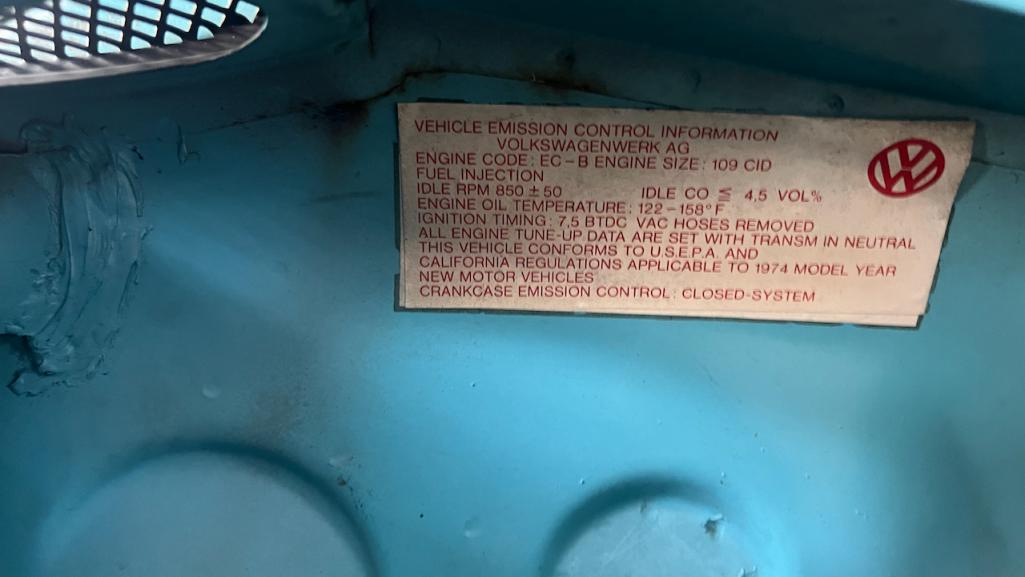 VEHICLE EMISSION CONTROL INFORMATION
VOLKSWAGENWERK AG
ENGINE CODE: EC-B ENGINE SIZE: 109 CID
FUEL INJECTION
IDLE RPM 850 ± 50 IDLE CO ≦ 4,5 VOL%
ENGINE OIL TEMPERATURE: 122-158° F
IGNITION TIMING: 7,5 BTDC VAC HOSES REMOVED
ALL ENGINE TUNE-UP DATA ARE SET WITH TRANSM IN NEUTRAL
THIS VEHICLE CONFORMS TO U.S.E.P.A. AND
CALIFORNIA REGULATIONS APPLICABLE TO 1974 MODEL YEAR
NEW MOTOR VEHICLES
CRANKCASE EMISSION CONTROL: CLOSED-SYSTEM
VW